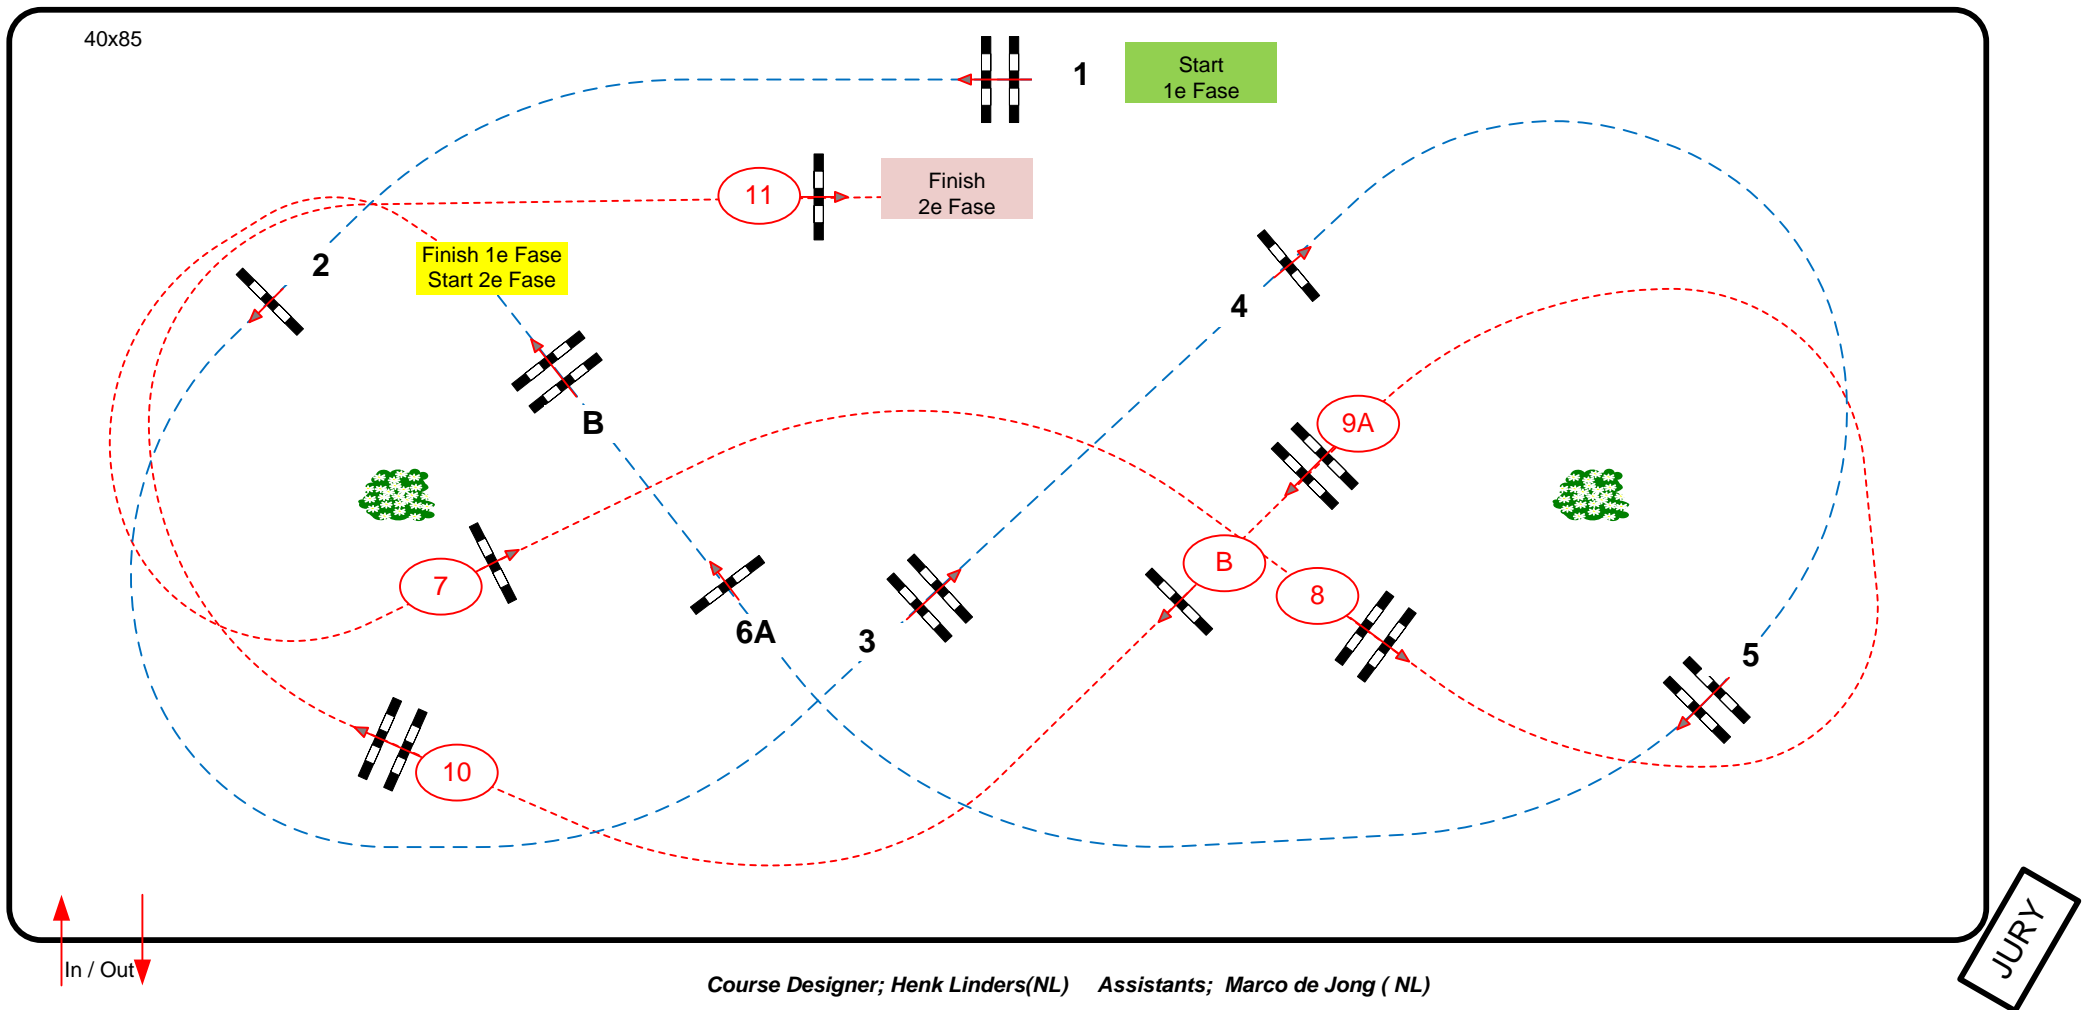 40x85
1
Start
1e Fase
11
Finish
2e Fase
2
Finish 1e Fase
Start 2e Fase
4
B
9A
7
B
8
6A
3
5
10
In / Out
JURY
Course Designer; Henk Linders(NL) Assistants; Marco de Jong ( NL)